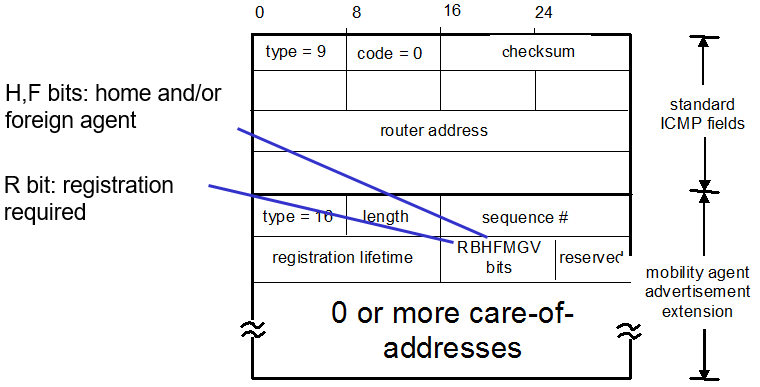 0 8 16 24
type = 9 code = 0 checksum
H,F bits: home and/or
foreign agent
router address
standard
ICMP fields
R bit: registration
required
type = 16 length sequence #
registration lifetime RBHFMGV
bits reserved
mobility agent
advertisement
extension
0 or more care-of-
addresses